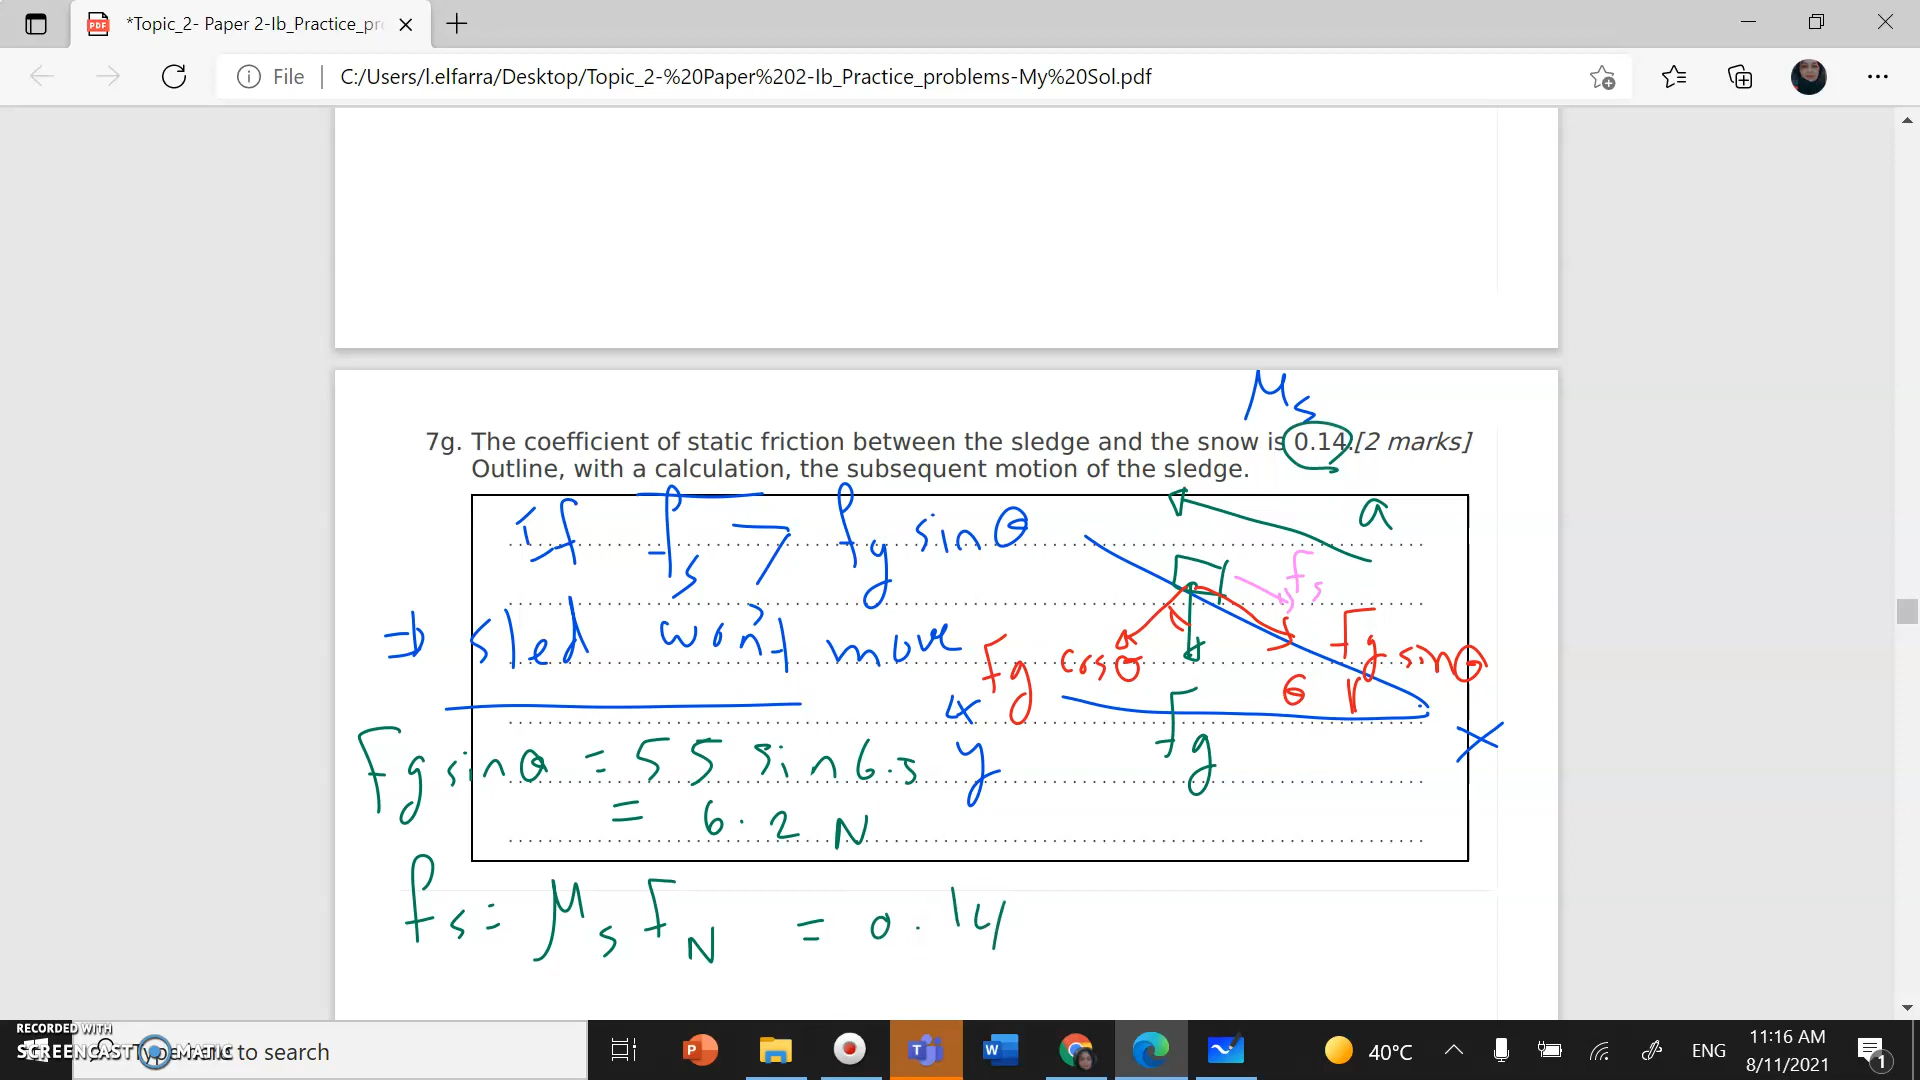 *Topic_2- Paper 2-Ib_Practice_pr
File
C:/Users/l.elfarra/Desktop/Topic_2-%20Paper%202-Ib_Practice_problems-My%20Sol.pdf
μs
7g. The coefficient of static friction between the sledge and the snow is 0.14. [2 marks]
Outline, with a calculation, the subsequent motion of the sledge.
If fs > fg sinθ
a
fs
⇒ sled won't move
Fg cosθ
Fg sinθ
θ
Fg
x
y
Fg sinθ = 55 sin 6.5
= 6.2 N
fs = μs FN = 0.14
RECORDED WITH
SCREENCAST MATIC
Type here to search
40°C
ENG
11:16 AM
8/11/2021
1